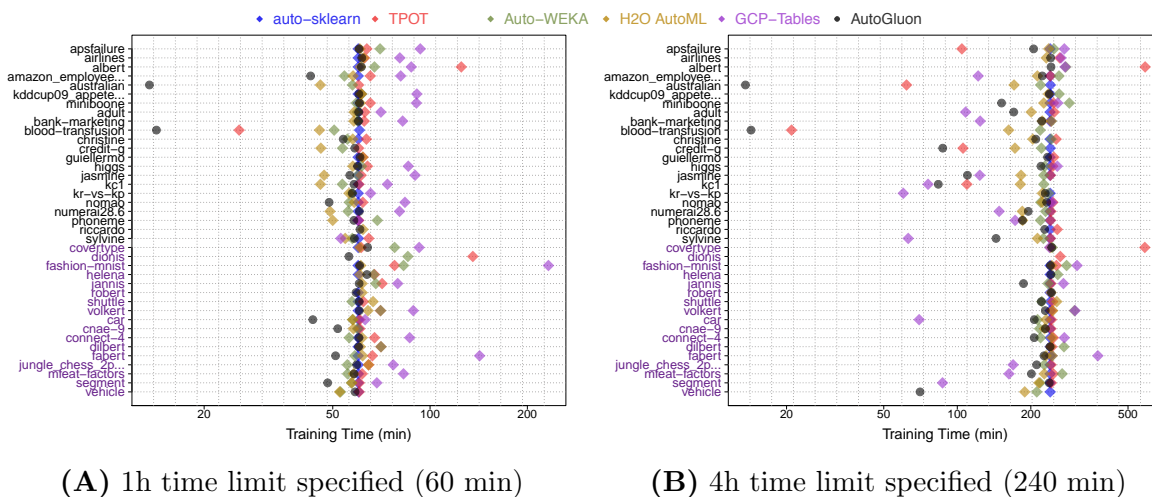 auto-sklearn TPOT Auto-WEKA H2O AutoML GCP-Tables AutoGluon
apsfailure
airlines
albert
amazon_employee...
australian
kddcup09_appete...
miniboone
adult
bank-marketing
blood-transfusion
christine
credit-g
guiellermo
higgs
jasmine
kc1
kr-vs-kp
nomao
numerai28.6
phoneme
riccardo
sylvine
covertype
dionis
fashion-mnist
helena
jannis
robert
shuttle
volkert
car
cnae-9
connect-4
dilbert
fabert
jungle_chess_2p...
mfeat-factors
segment
vehicle
20 50 100 200
Training Time (min)
(A) 1h time limit specified (60 min)
apsfailure
airlines
albert
amazon_employee...
australian
kddcup09_appete...
miniboone
adult
bank-marketing
blood-transfusion
christine
credit-g
guiellermo
higgs
jasmine
kc1
kr-vs-kp
nomao
numerai28.6
phoneme
riccardo
sylvine
covertype
dionis
fashion-mnist
helena
jannis
robert
shuttle
volkert
car
cnae-9
connect-4
dilbert
fabert
jungle_chess_2p...
mfeat-factors
segment
vehicle
20 50 100 200 500
Training Time (min)
(B) 4h time limit specified (240 min)